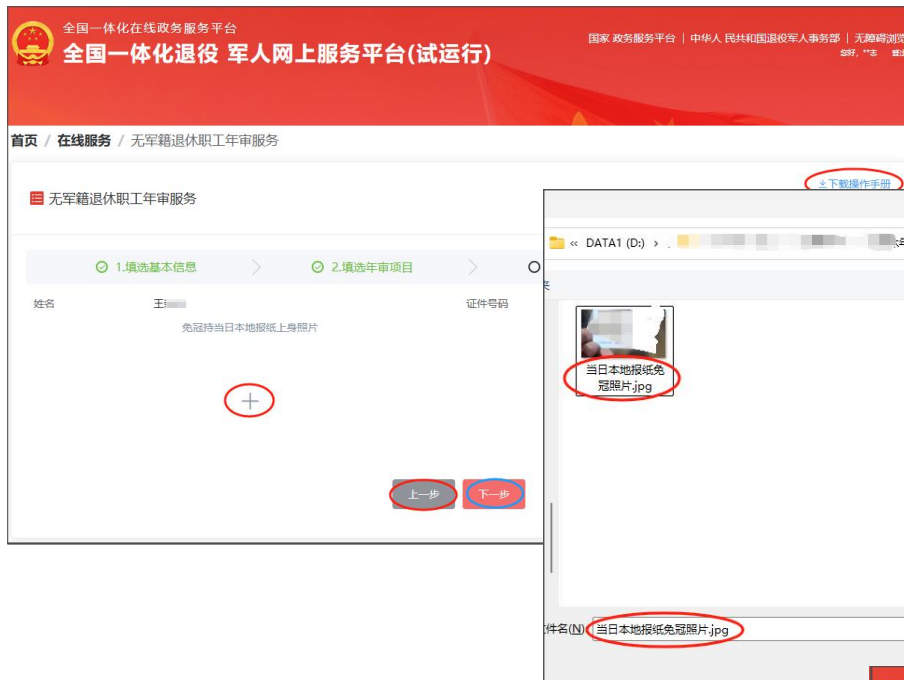 全国一体化在线政务服务平台
全国一体化退役 军人网上服务平台(试运行)
国家 政务服务平台 | 中华人 民共和国退役军人事务部 | 无障碍浏览
您好, **志
首页 / 在线服务 / 无军籍退休职工年审服务
下载操作手册
无军籍退休职工年审服务
« DATA1 (D:) ›
1.填选基本信息
2.填选年审项目
姓名
王
证件号码
免冠持当日本地报纸上身照片
当日本地报纸免
冠照片.jpg
上一步
下一步
件名(N)
当日本地报纸免冠照片.jpg